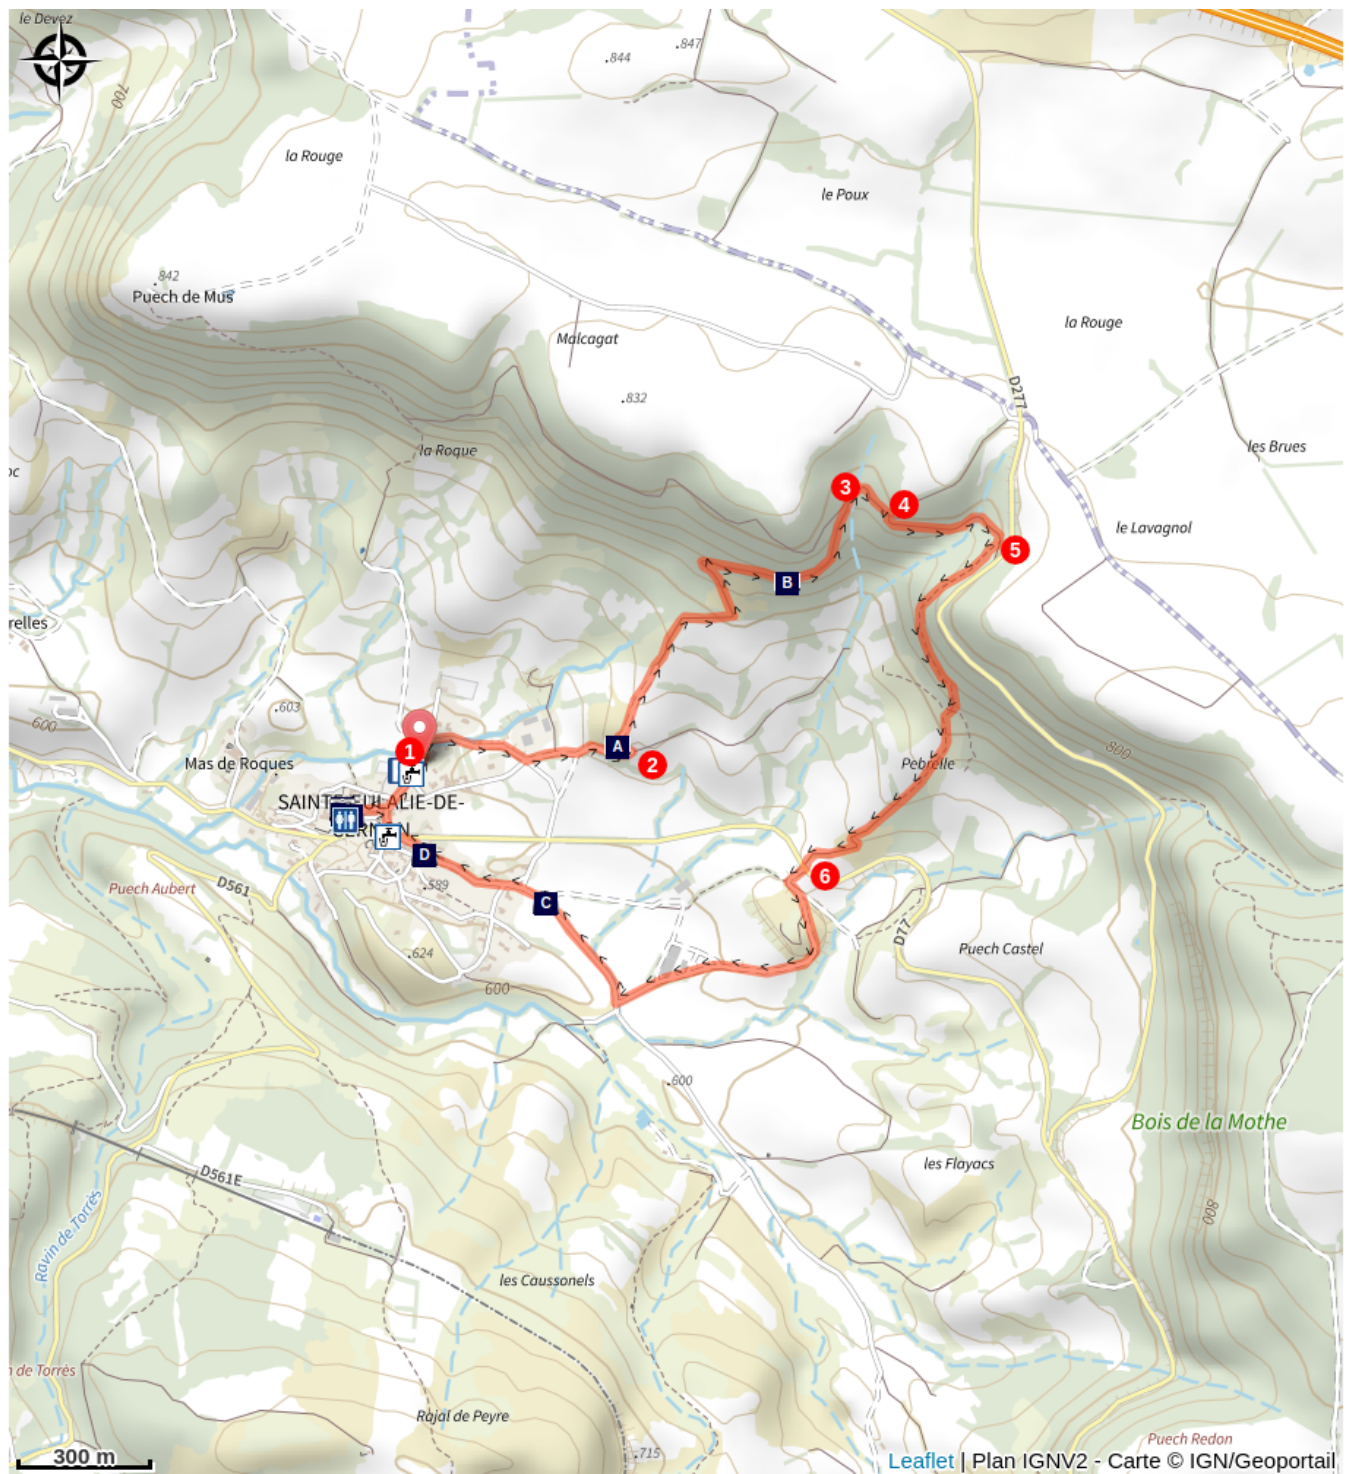 le Devez
.847
.844
700
la Rouge
le Poux
.842
Puech de Mus
la Rouge
Malcagat
D277
.832
la Roque
les Brues
oc
3
4
le Lavagnol
5
B
relles
603
600
A
1
2
800
Mas de Roques
Pebrelle
SAINTE-EULALIE-DE-
CERNON
D
6
Puech Aubert
D561
.589
C
D77
.624
Puech Castel
600
.600
Bois de la Mothe
les Flayacs
D561E
800
Ravin de Torrès
les Caussonels
n de Torrès
Rajal de Peyre
Puech Redon
.715
300 m
Leaflet | Plan IGNV2 - Carte © IGN/Geoportail